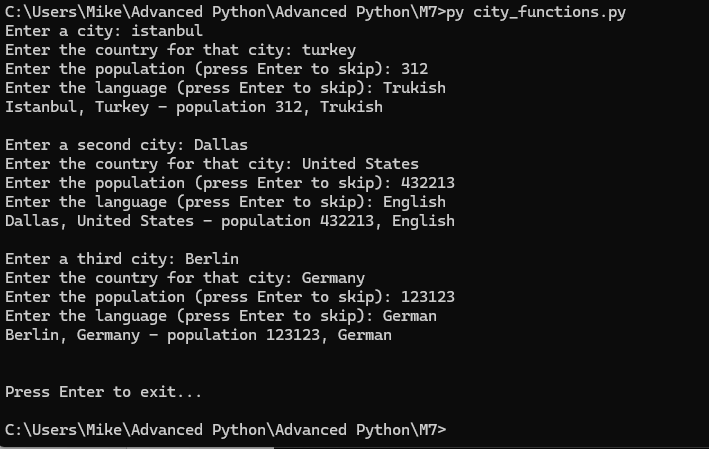 C:\Users\Mike\Advanced Python\Advanced Python\M7>py city_functions.py
Enter a city: istanbul
Enter the country for that city: turkey
Enter the population (press Enter to skip): 312
Enter the language (press Enter to skip): Trukish
Istanbul, Turkey – population 312, Trukish
Enter a second city: Dallas
Enter the country for that city: United States
Enter the population (press Enter to skip): 432213
Enter the language (press Enter to skip): English
Dallas, United States – population 432213, English
Enter a third city: Berlin
Enter the country for that city: Germany
Enter the population (press Enter to skip): 123123
Enter the language (press Enter to skip): German
Berlin, Germany – population 123123, German
Press Enter to exit...
C:\Users\Mike\Advanced Python\Advanced Python\M7>